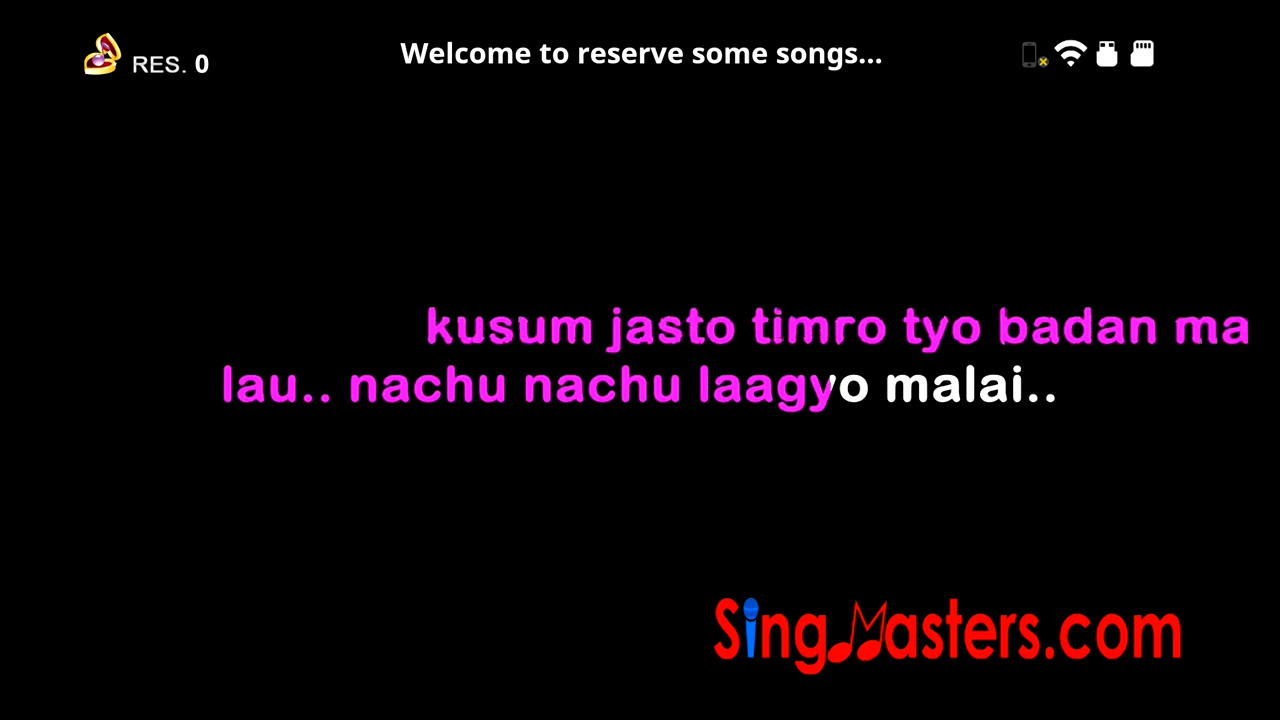 RES. 0
Welcome to reserve some songs...
kusum jasto timro tyo badan ma
lau.. nachu nachu laagyo malai..
SingMasters.com